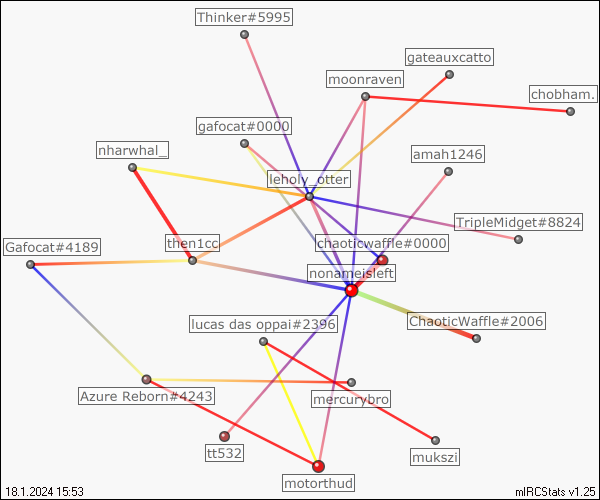 Thinker#5995
gateauxcatto
moonraven
chobham.
gafocat#0000
nharwhal_
amah1246
leholy_otter
TripleMidget#8824
then1cc
chaoticwaffle#0000
Gafocat#4189
nonameisleft
lucas das oppai#2396
ChaoticWaffle#2006
Azure Reborn#4243
mercurybro
tt532
mukszi
motorthud
18.1.2024 15:53
mIRCStats v1.25